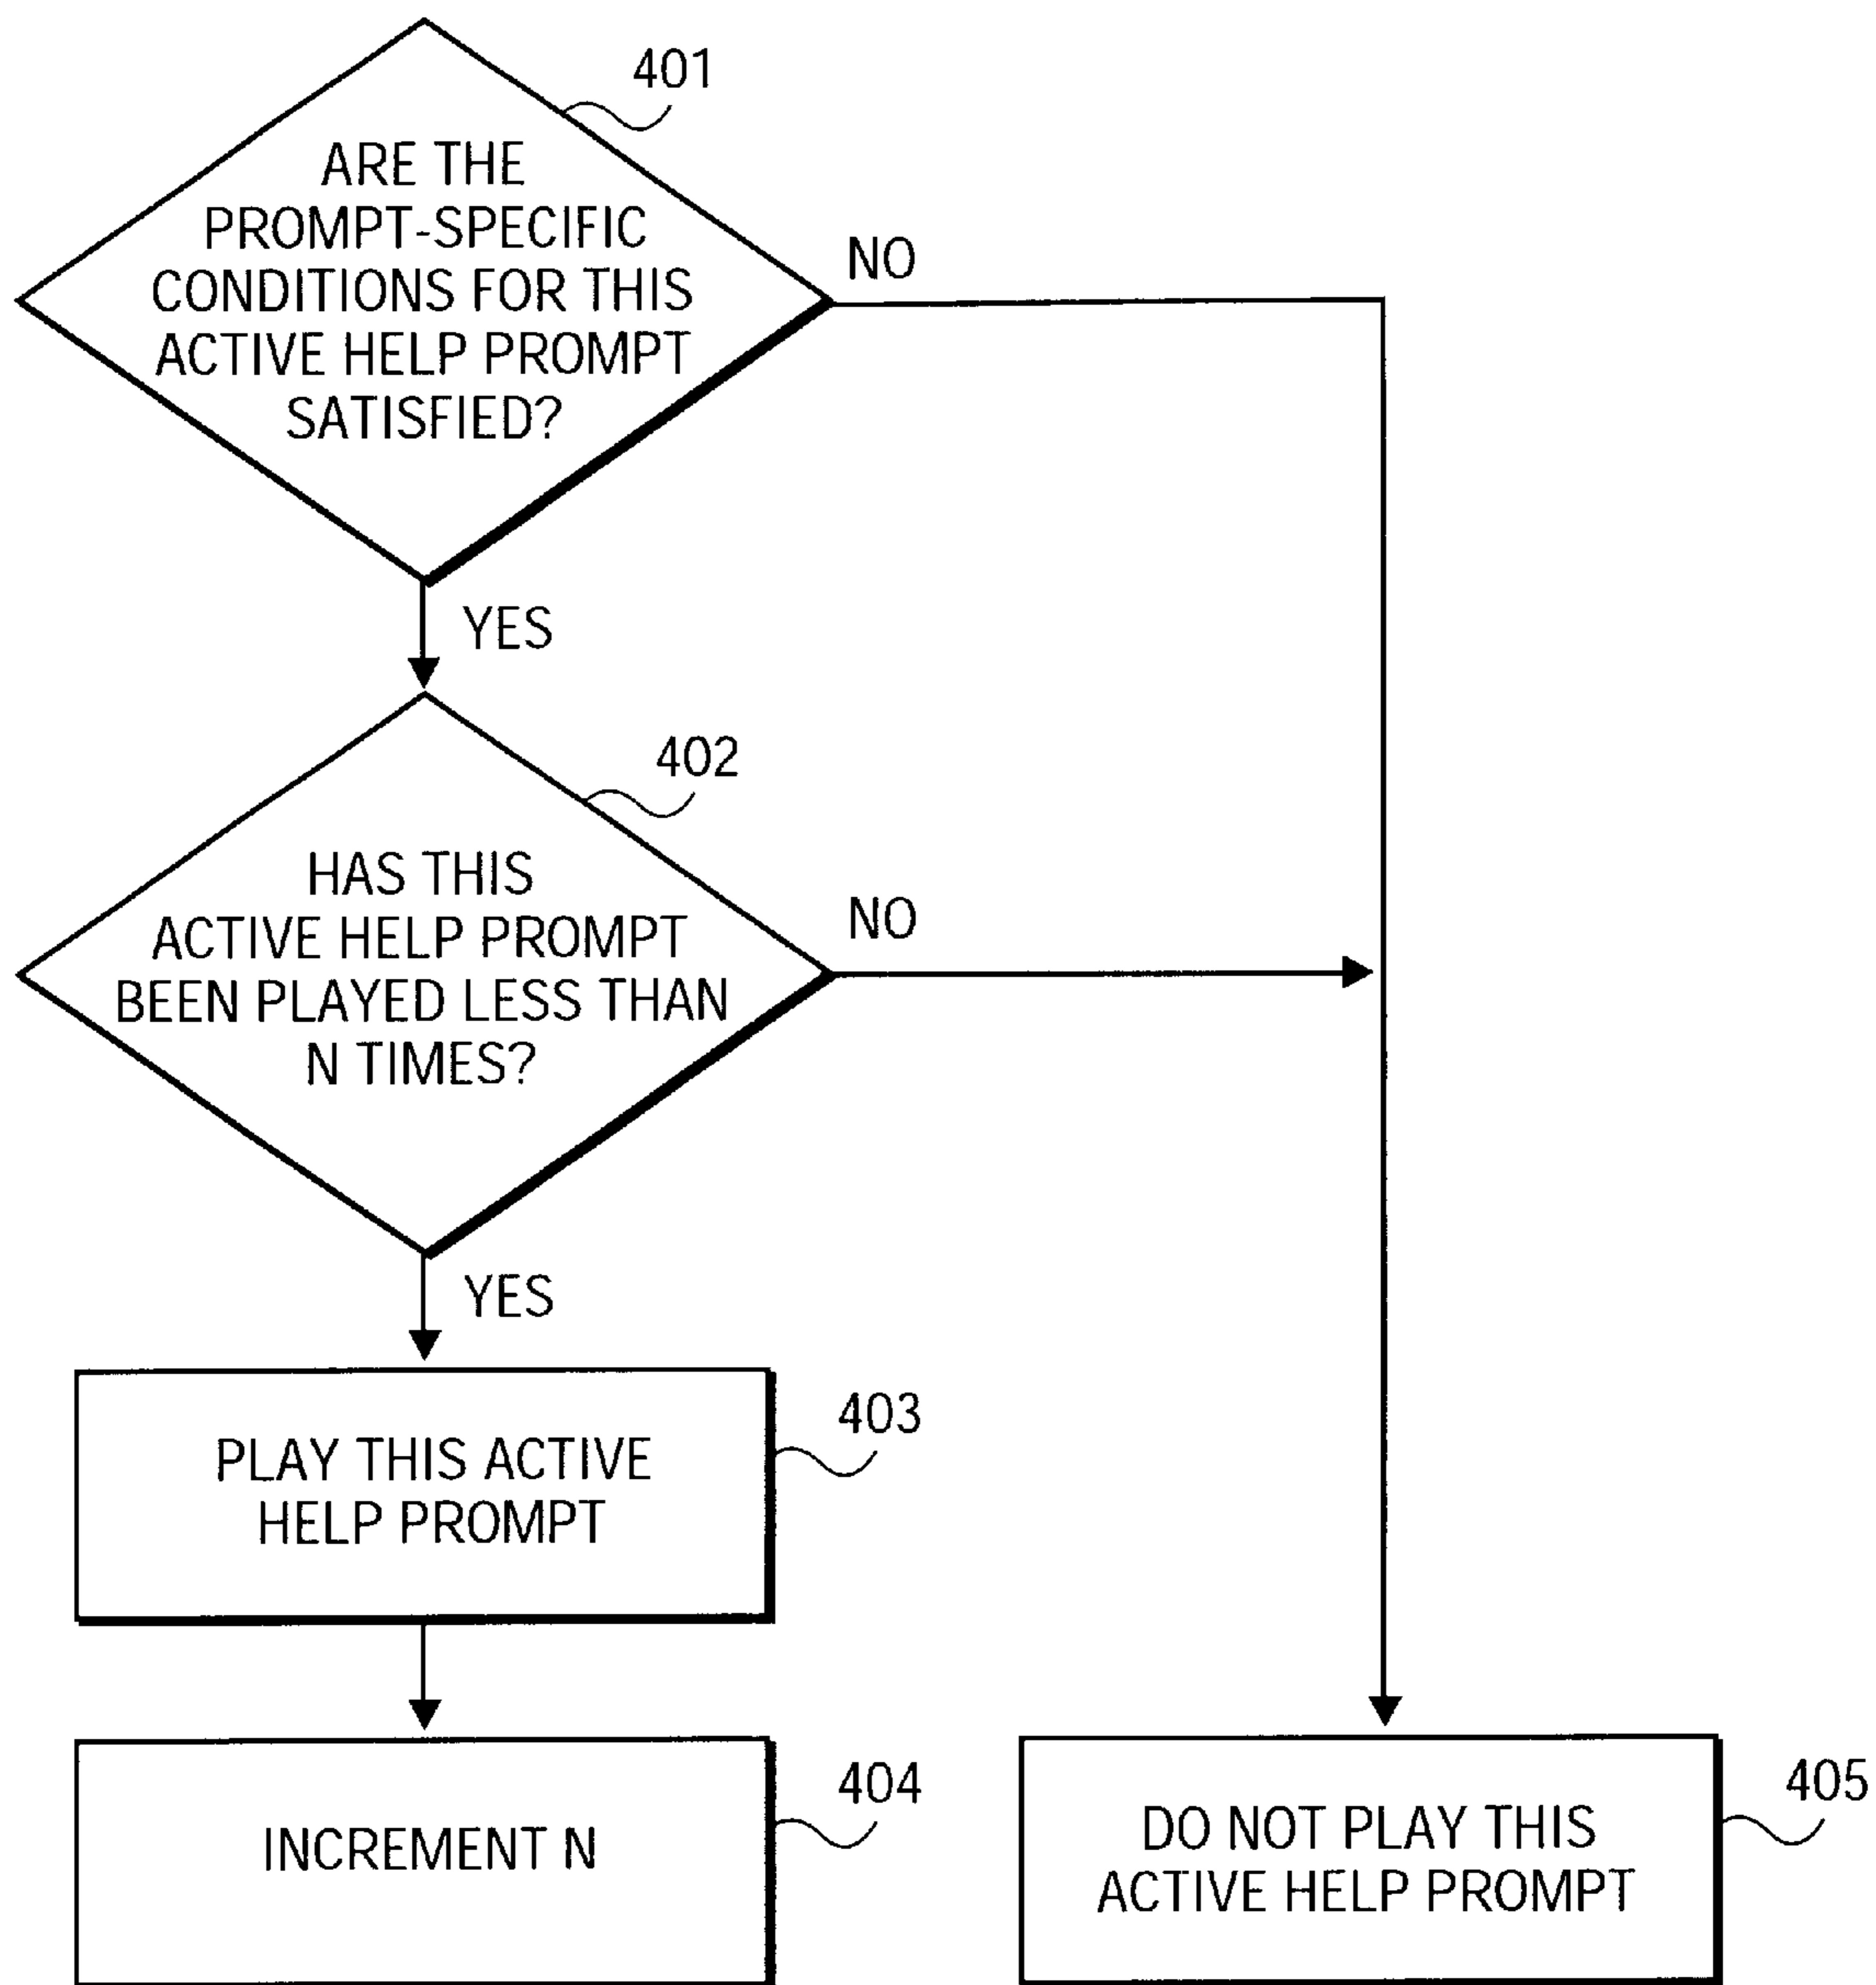 401
ARE THE
PROMPT-SPECIFIC
CONDITIONS FOR THIS
ACTIVE HELP PROMPT
SATISFIED?
NO
YES
402
HAS THIS
ACTIVE HELP PROMPT
BEEN PLAYED LESS THAN
N TIMES?
NO
YES
403
PLAY THIS ACTIVE
HELP PROMPT
404
INCREMENT N
405
DO NOT PLAY THIS
ACTIVE HELP PROMPT